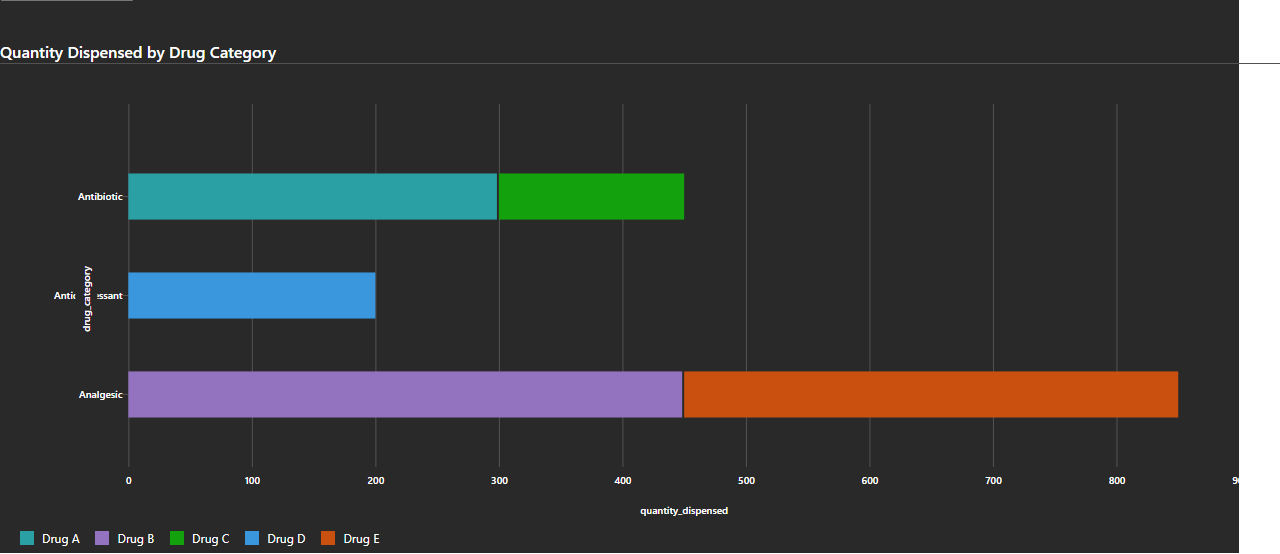 Quantity Dispensed by Drug Category
Antibiotic
drug_category
Analgesic
0 100 200 300 400 500 600 700 800
quantity_dispensed
Drug A Drug B Drug C Drug D Drug E